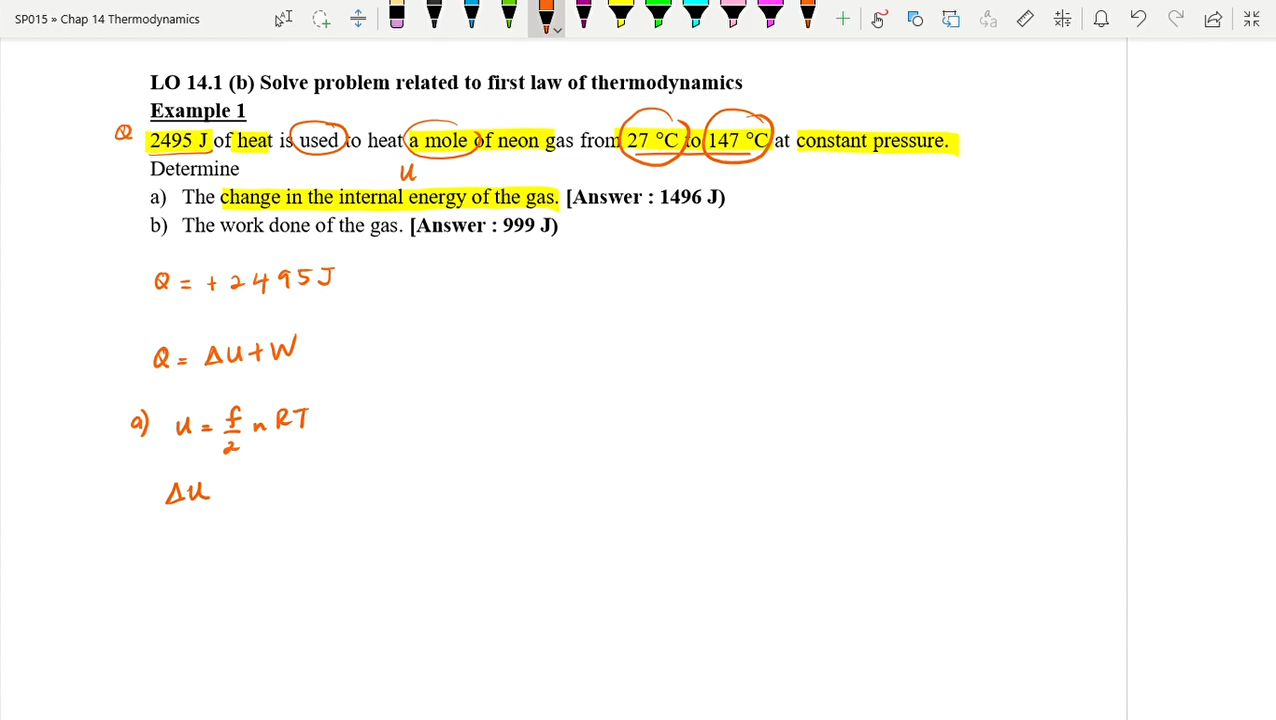 SP015 » Chap 14 Thermodynamics
LO 14.1 (b) Solve problem related to first law of thermodynamics
Example 1
Q 2495 J of heat is used to heat a mole of neon gas from 27 °C to 147 °C at constant pressure.
Determine
u
a) The change in the internal energy of the gas. [Answer : 1496 J)
b) The work done of the gas. [Answer : 999 J)
Q = + 2495 J
Q = ΔU + W
a) u = f/2 n RT
Δu